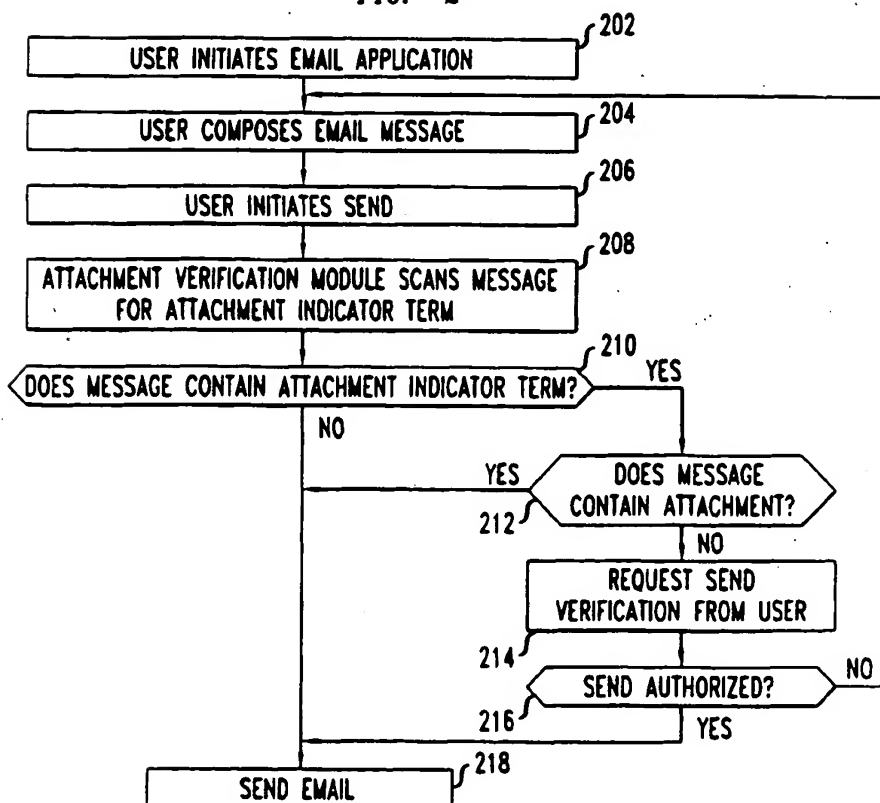 FIG. 2
202
USER INITIATES EMAIL APPLICATION
204
USER COMPOSES EMAIL MESSAGE
206
USER INITIATES SEND
208
ATTACHMENT VERIFICATION MODULE SCANS MESSAGE
FOR ATTACHMENT INDICATOR TERM
210
DOES MESSAGE CONTAIN ATTACHMENT INDICATOR TERM?
YES
NO
YES
DOES MESSAGE
CONTAIN ATTACHMENT?
212
NO
REQUEST SEND
VERIFICATION FROM USER
214
SEND AUTHORIZED?
NO
216
YES
218
SEND EMAIL